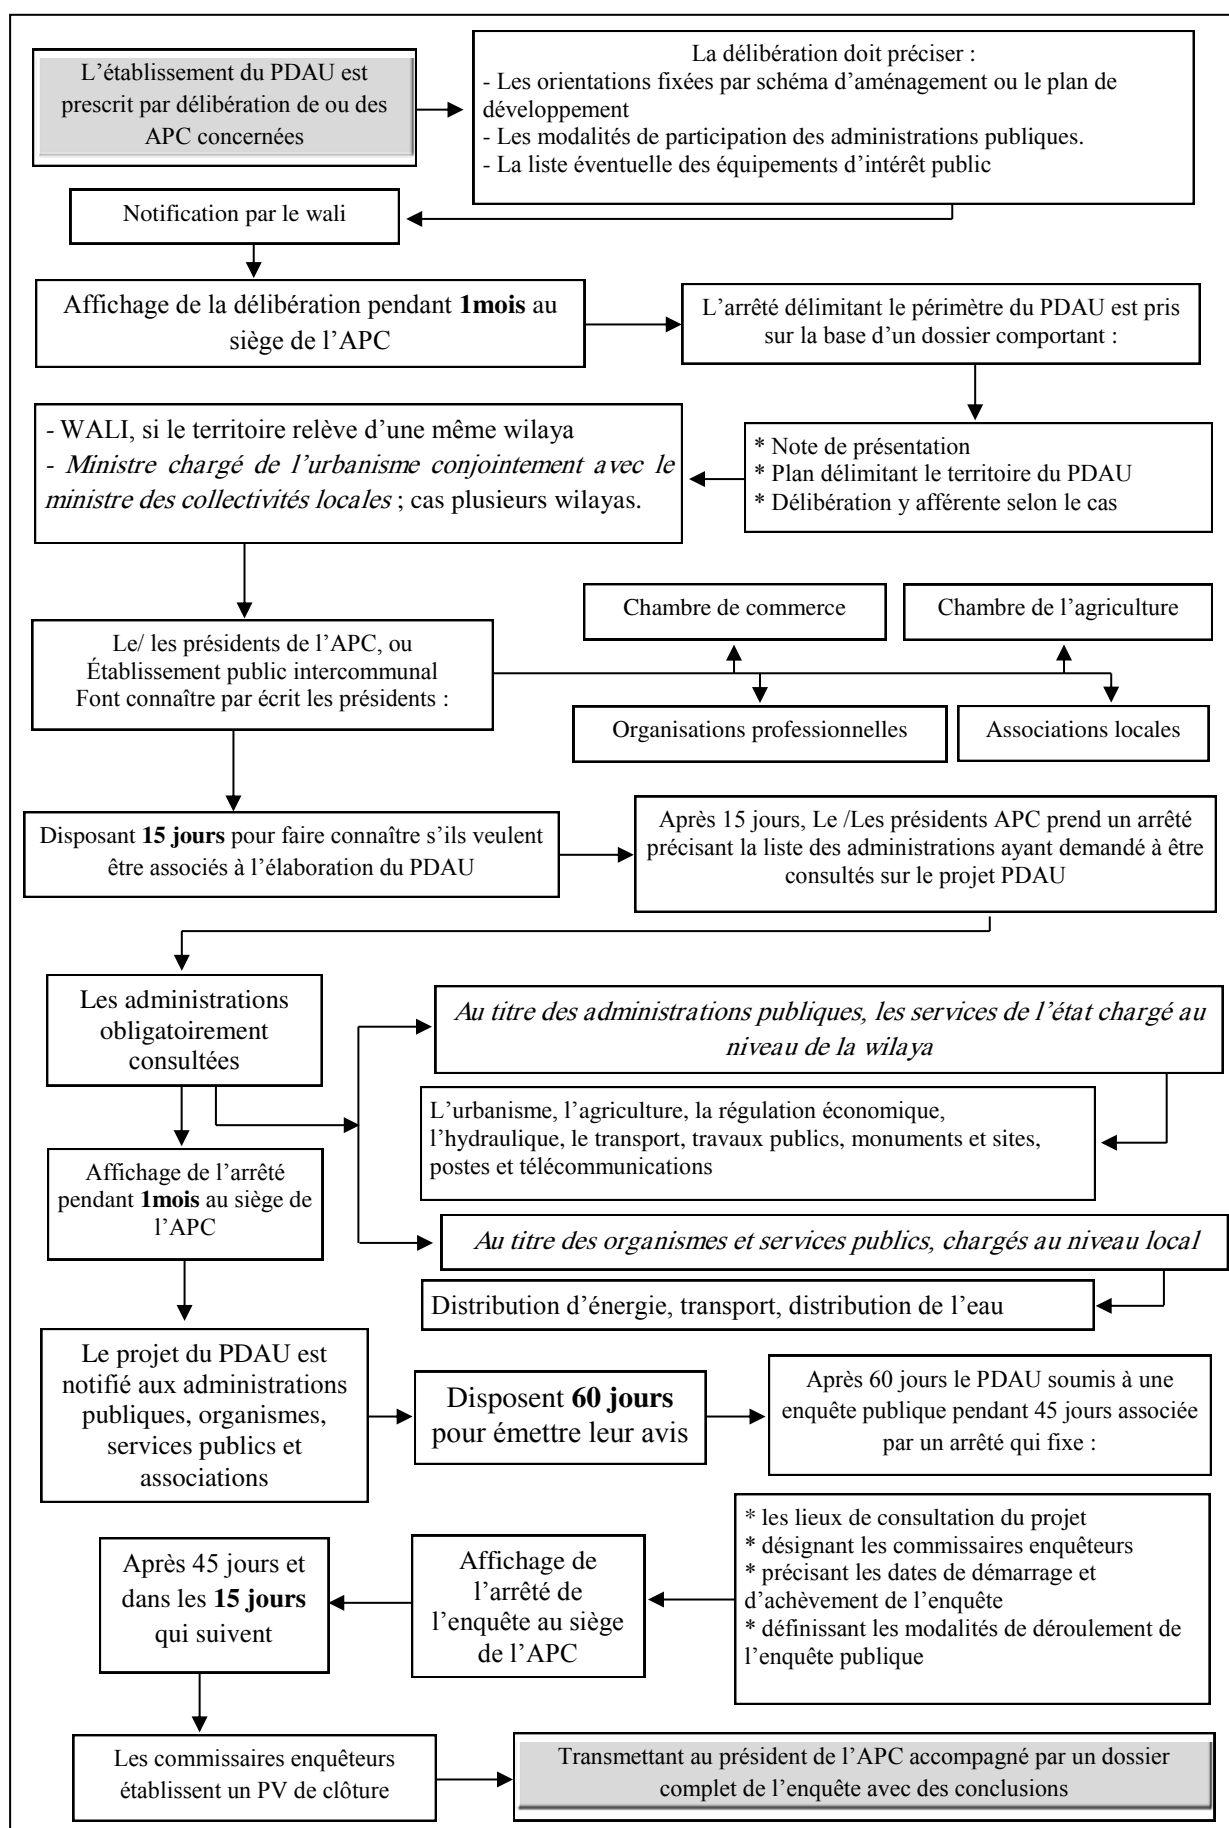 L’établissement du PDAU est
prescrit par délibération de ou des
APC concernées
La délibération doit préciser :
- Les orientations fixées par schéma d’aménagement ou le plan de
développement
- Les modalités de participation des administrations publiques.
- La liste éventuelle des équipements d’intérêt public
Notification par le wali
Affichage de la délibération pendant 1mois au
siège de l’APC
L’arrêté délimitant le périmètre du PDAU est pris
sur la base d’un dossier comportant :
* Note de présentation
* Plan délimitant le territoire du PDAU
* Délibération y afférente selon le cas
- WALI, si le territoire relève d’une même wilaya
- Ministre chargé de l’urbanisme conjointement avec le
ministre des collectivités locales ; cas plusieurs wilayas.
Le/ les présidents de l’APC, ou
Établissement public intercommunal
Font connaître par écrit les présidents :
Chambre de commerce
Chambre de l’agriculture
Organisations professionnelles
Associations locales
Disposant 15 jours pour faire connaître s’ils veulent
être associés à l’élaboration du PDAU
Après 15 jours, Le /Les présidents APC prend un arrêté
précisant la liste des administrations ayant demandé à être
consultés sur le projet PDAU
Les administrations
obligatoirement
consultées
Au titre des administrations publiques, les services de l’état chargé au
niveau de la wilaya
L’urbanisme, l’agriculture, la régulation économique,
l’hydraulique, le transport, travaux publics, monuments et sites,
postes et télécommunications
Affichage de l’arrêté
pendant 1mois au siège de
l’APC
Au titre des organismes et services publics, chargés au niveau local
Distribution d’énergie, transport, distribution de l’eau
Le projet du PDAU est
notifié aux administrations
publiques, organismes,
services publics et
associations
Disposent 60 jours
pour émettre leur avis
Après 60 jours le PDAU soumis à une
enquête publique pendant 45 jours associée
par un arrêté qui fixe :
* les lieux de consultation du projet
* désignant les commissaires enquêteurs
* précisant les dates de démarrage et
d’achèvement de l’enquête
* définissant les modalités de déroulement de
l’enquête publique
Affichage de
l’arrêté de
l’enquête au siège
de l’APC
Après 45 jours et
dans les 15 jours
qui suivent
Les commissaires enquêteurs
établissent un PV de clôture
Transmettant au président de l’APC accompagné par un dossier
complet de l’enquête avec des conclusions